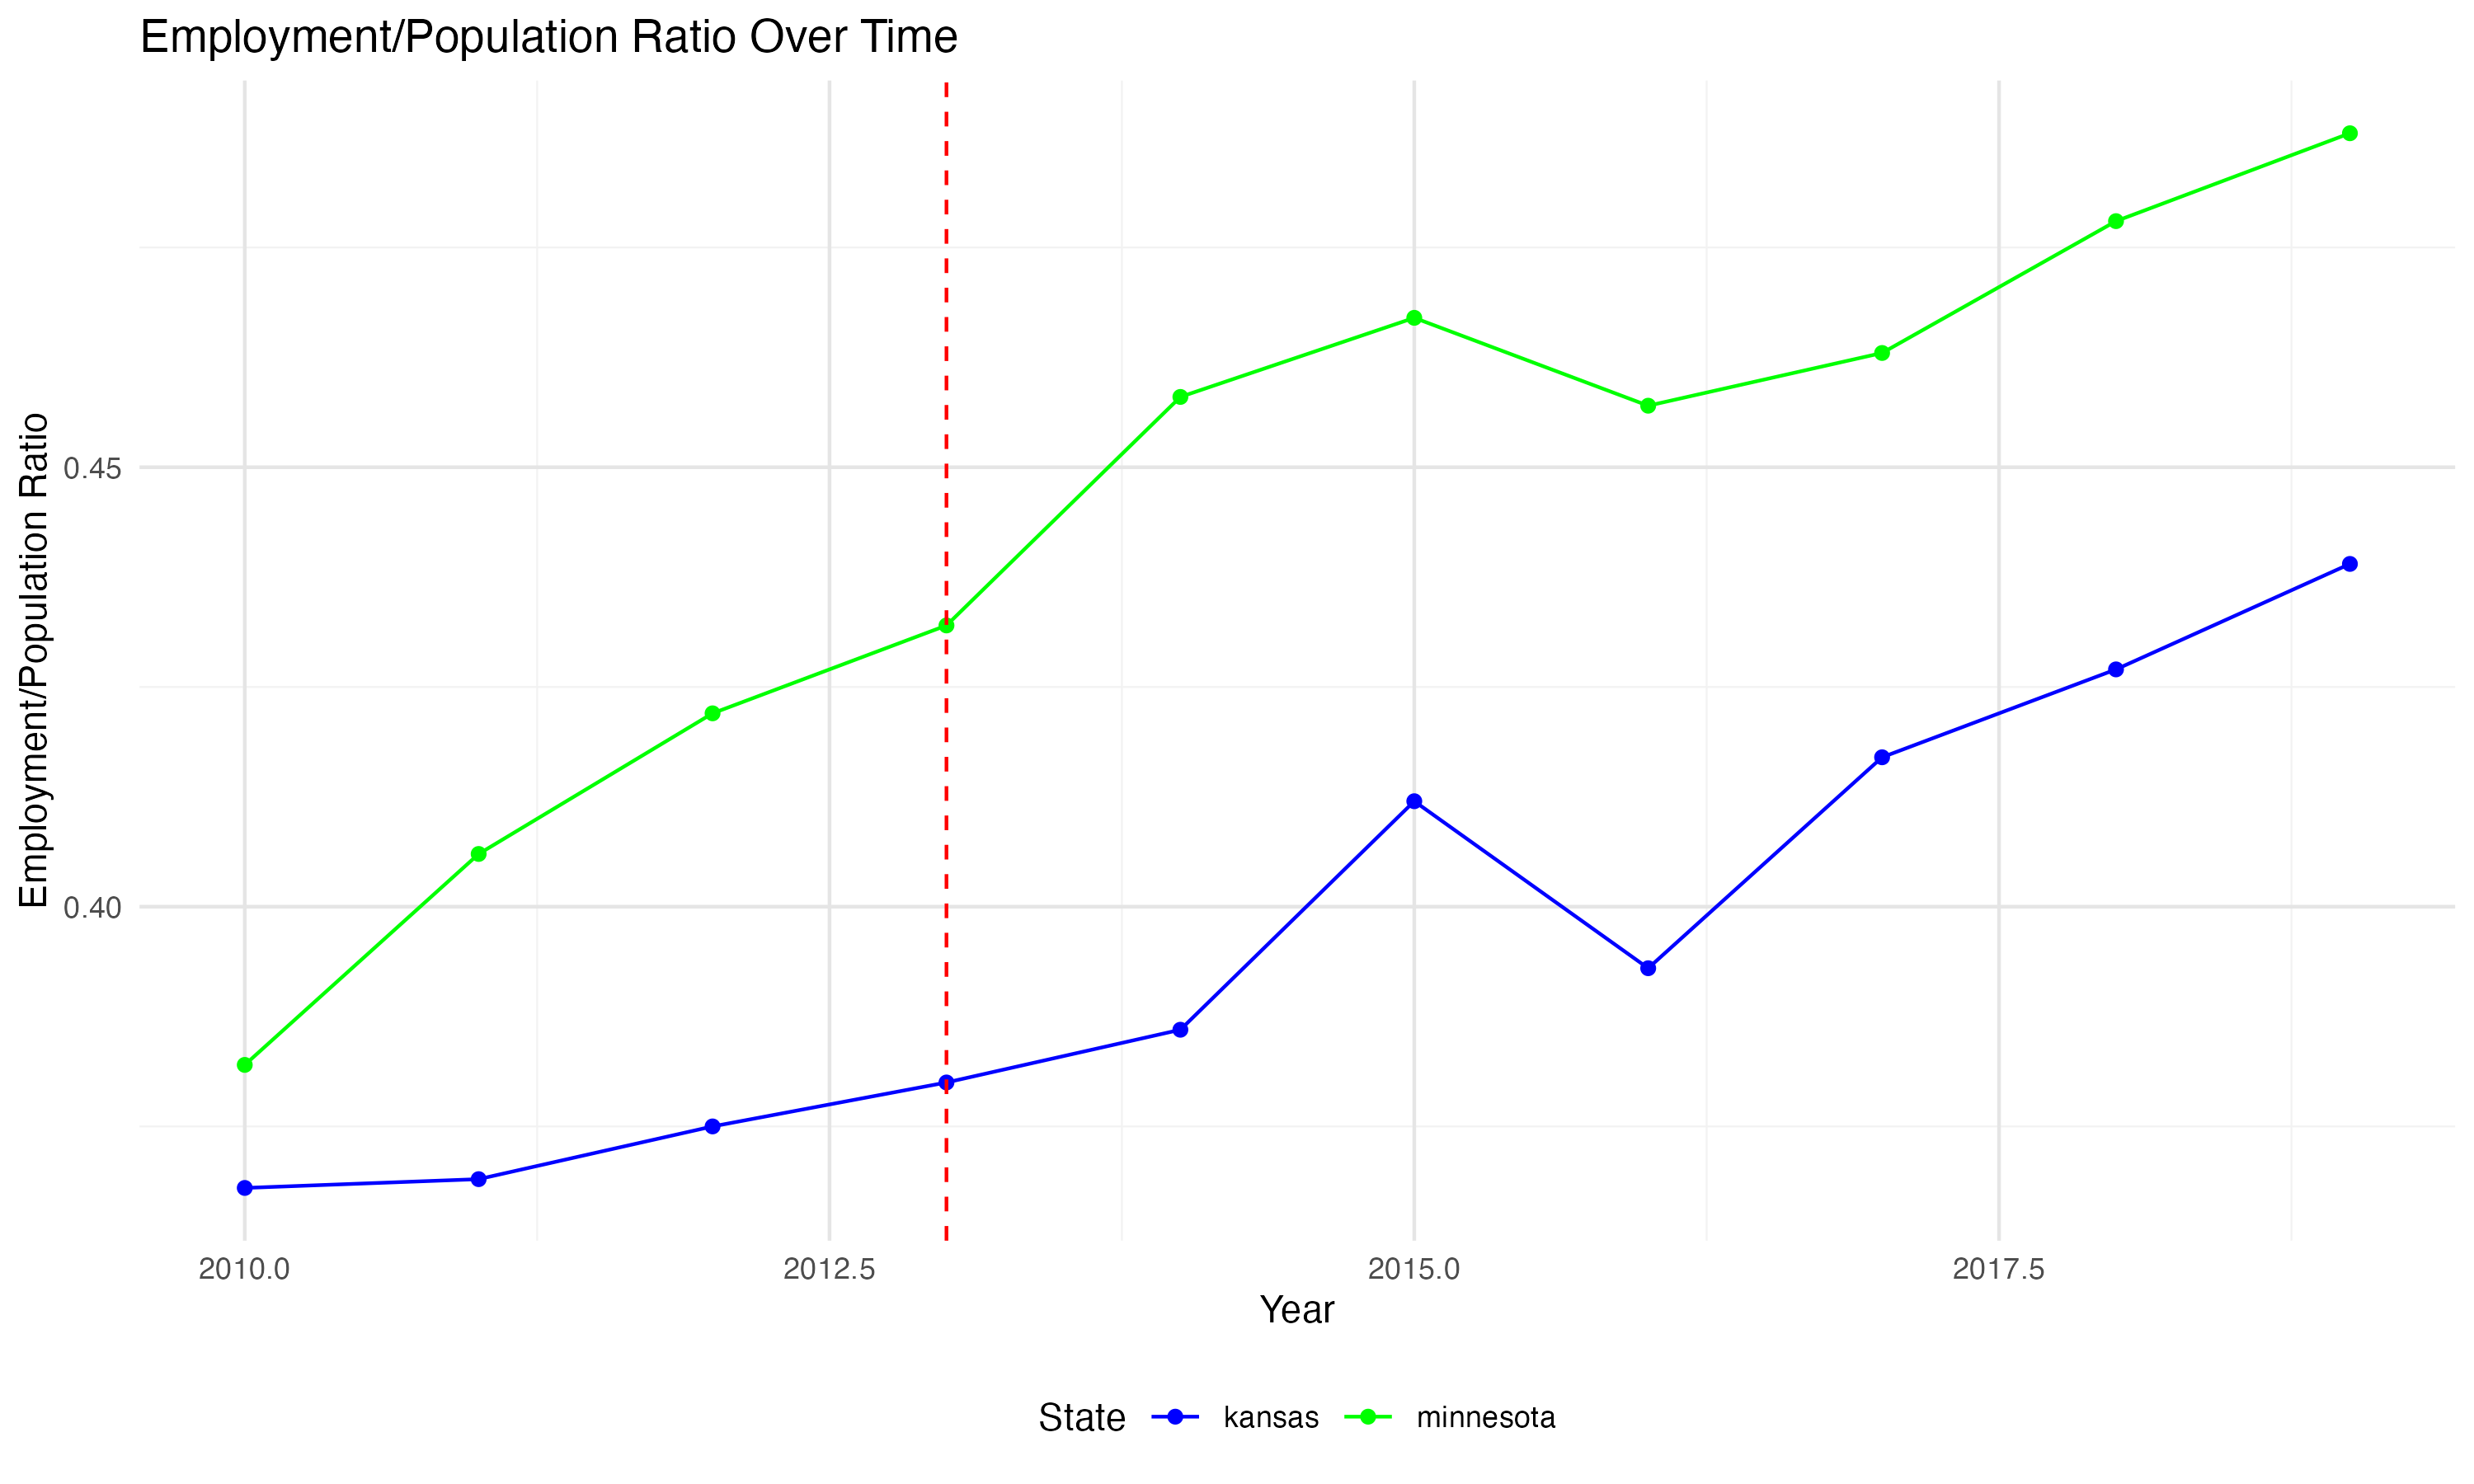 Employment/Population Ratio Over Time
Employment/Population Ratio
0.45
0.40
2010.0 2012.5 2015.0 2017.5
Year
State kansas minnesota